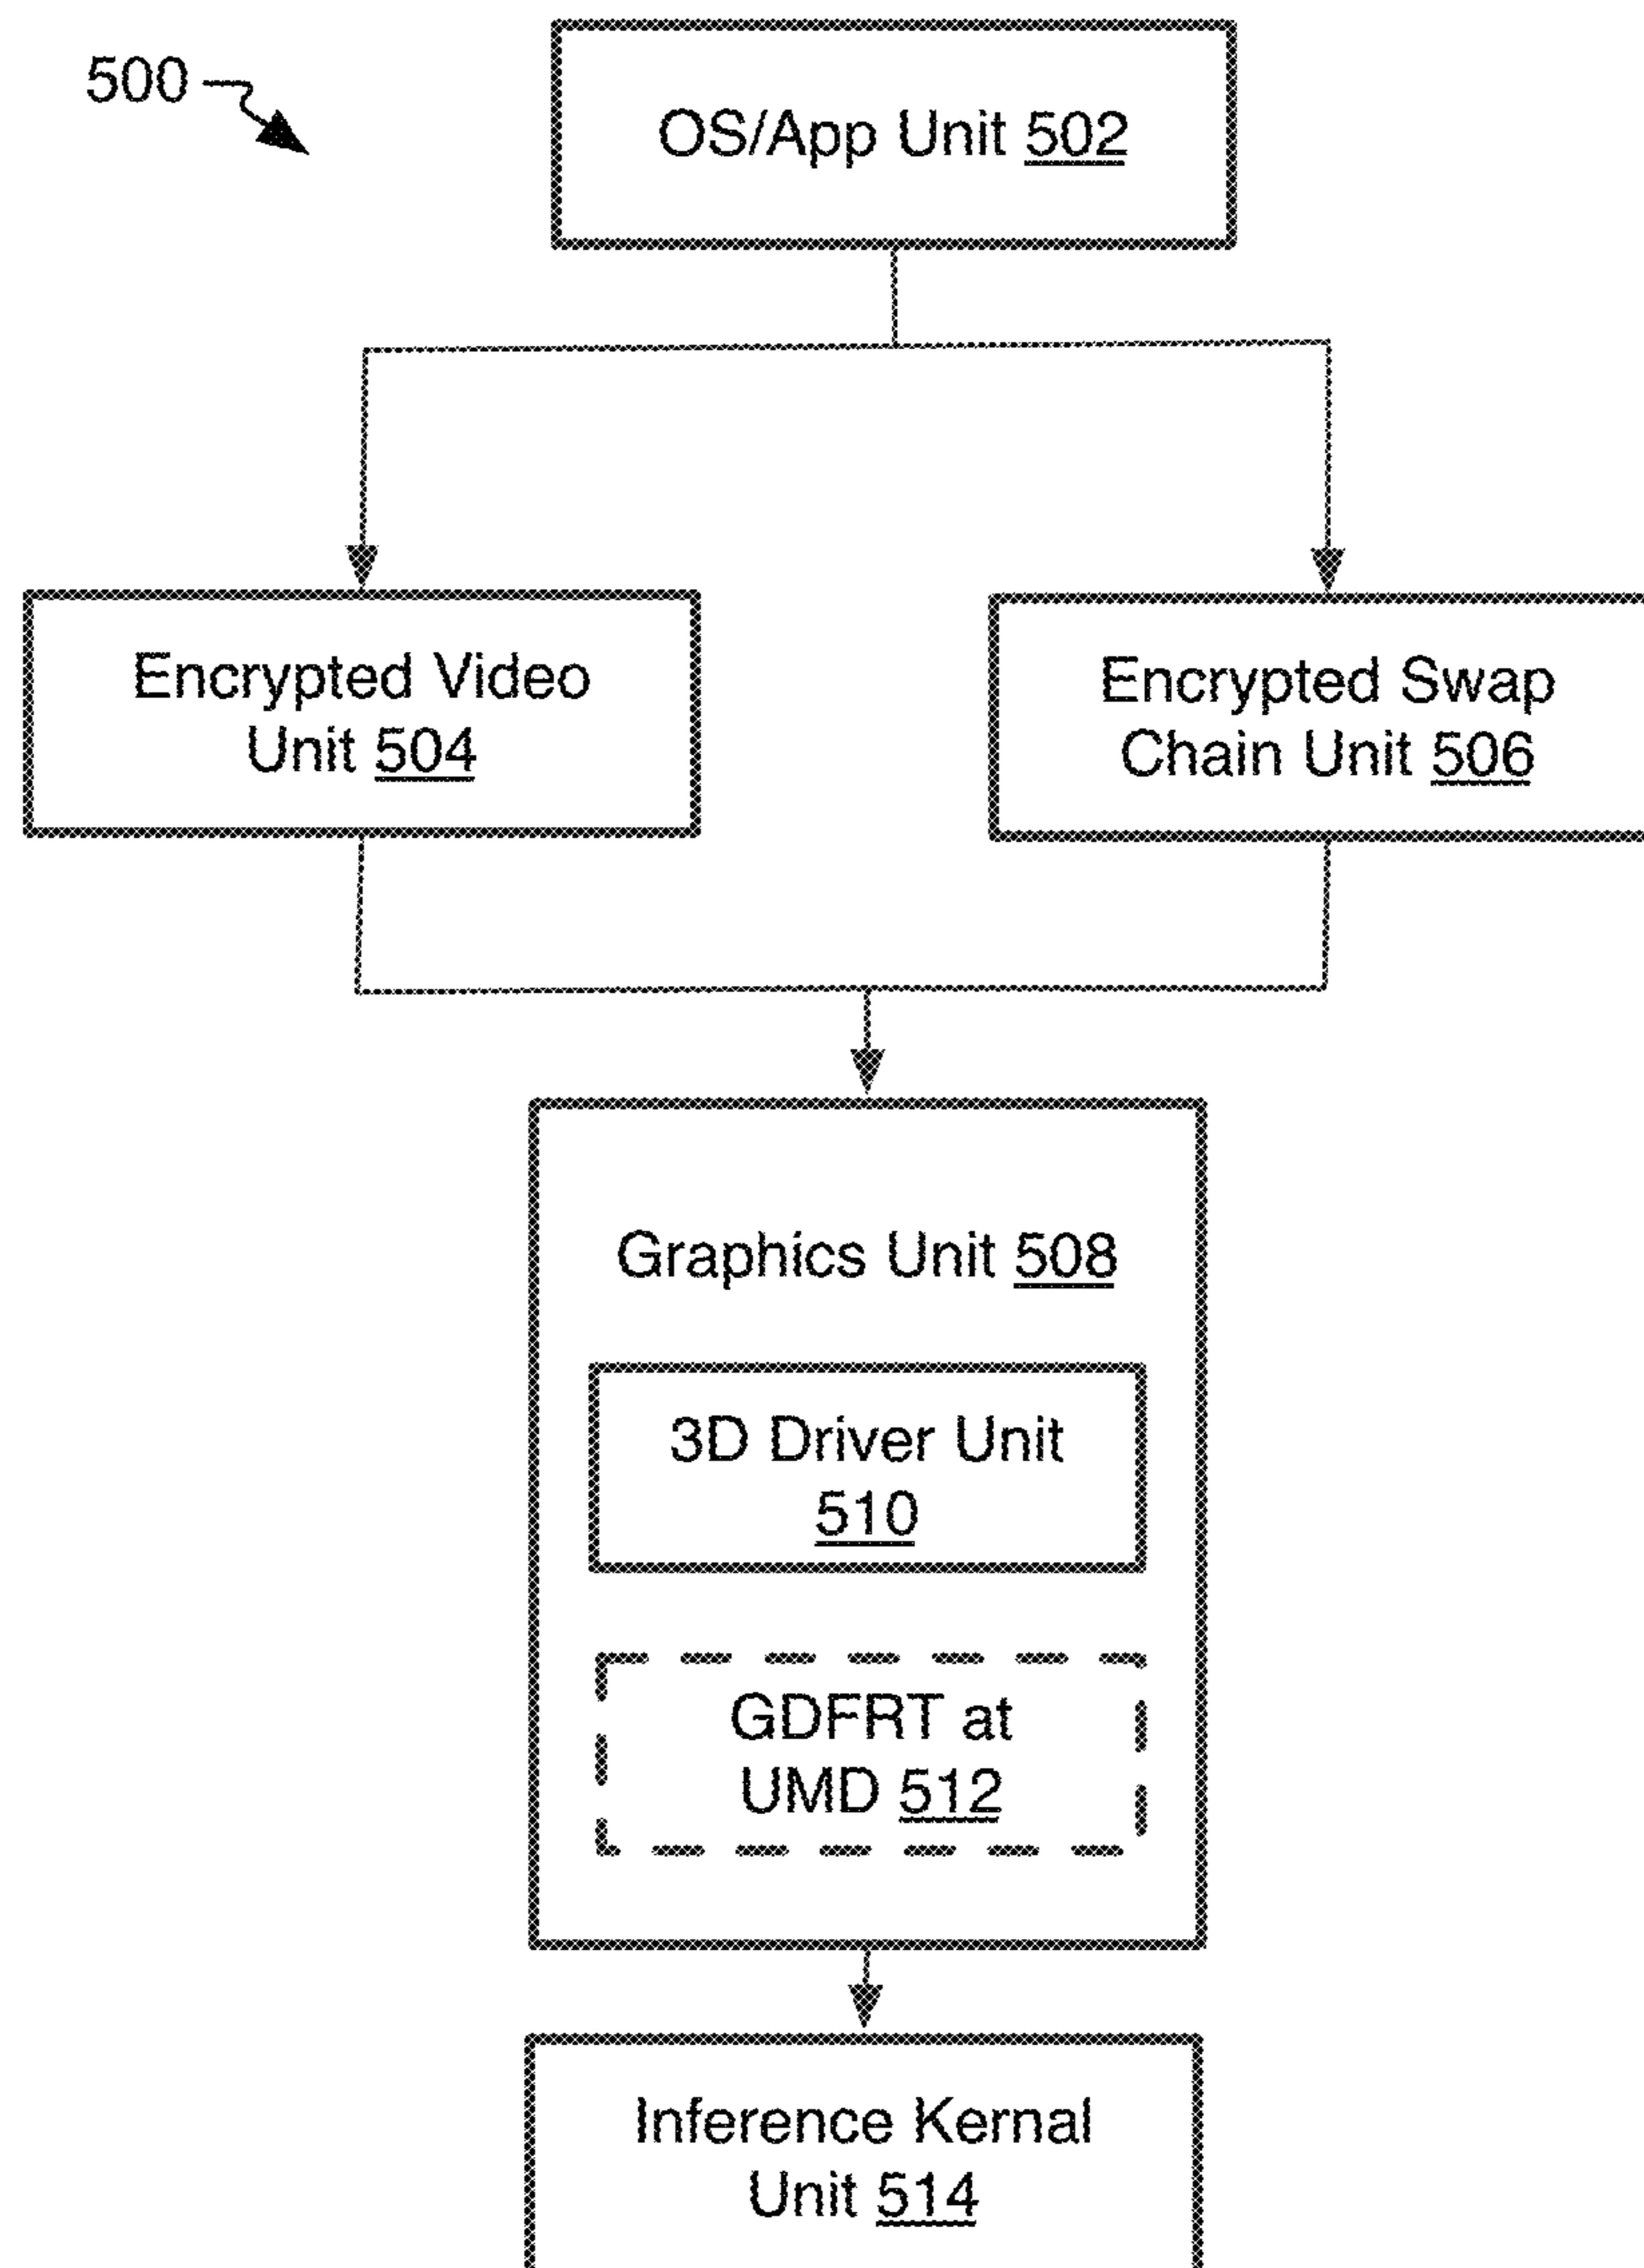 500
OS/App Unit 502
Encrypted Video
Unit 504
Encrypted Swap
Chain Unit 506
Graphics Unit 508
3D Driver Unit
510
GDFRT at
UMD 512
Inference Kernal
Unit 514